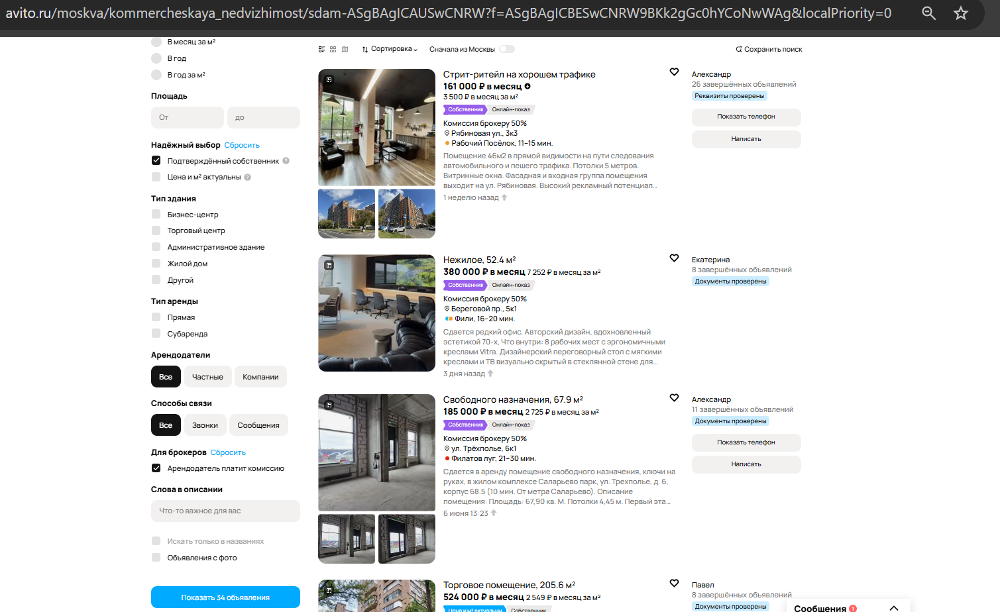 avito.ru/moskva/kommercheskaya_nedvizhimost/sdam-ASgBAgICAUSwCNRW?f=ASgBAgICBESwCNRW9BKk2gGc0hYCoNwWAg&localPriority=0
В месяц за м²
В год
В год за м²
Площадь
От
до
Надёжный выбор Сбросить
Подтверждённый собственник
Цена и м² актуальны
Тип здания
Бизнес-центр
Торговый центр
Административное здание
Жилой дом
Другой
Тип аренды
Прямая
Субаренда
Арендодатели
Все Частные Компании
Способы связи
Все Звонки Сообщения
Для брокеров Сбросить
Арендодатель платит комиссию
Слова в описании
Что-то важное для вас
Искать только в названиях
Объявления с фото
Показать 34 объявления
Сортировка Сначала из Москвы
Сохранить поиск
Стрит-ритейл на хорошем трафике
161 000 ₽ в месяц
3 500 ₽ в месяц за м²
Собственник Онлайн-показ
Комиссия брокеру 50%
Рябиновая ул., 3к3
Рабочий Посёлок, 11–15 мин.
Помещение 46м2 в прямой видимости на пути следования
автомобильного и пешего трафика. Потолки 5 метров.
Витринные окна. Фасадная и входная группа помещения
выходит на ул. Рябиновая. Высокий рекламный потенциал…
1 неделю назад
Александр
26 завершённых объявлений
Реквизиты проверены
Показать телефон
Написать
Нежилое, 52.4 м²
380 000 ₽ в месяц 7 252 ₽ в месяц за м²
Собственник Онлайн-показ
Комиссия брокеру 50%
Береговой пр., 5к1
Фили, 16–20 мин.
Сдается редкий офис. Авторский дизайн, вдохновленный
эстетикой 70-х, Что внутри: 8 рабочих мест с эргономичными
креслами Vitra. Дизайнерский переговорный стол с мягкими
креслами и ТВ визуально скрытый в стеклянной стене для…
3 дня назад
Екатерина
8 завершённых объявлений
Документы проверены
Свободного назначения, 67.9 м²
185 000 ₽ в месяц 2 725 ₽ в месяц за м²
Собственник Онлайн-показ
Комиссия брокеру 50%
ул. Трёхполье, 6к1
Филатов луг, 21–30 мин.
Сдается в аренду помещение свободного назначения, ключи на
руках, в жилом комплексе Саларьево парк, ул. Трехполье, д. 6,
корпус 68.5 (10 мин. От метра Саларьево). Описание
помещения: Площадь: 67,90 кв. М. Потолки 4,45 м. Первый эта…
6 июня 13:23
Александр
11 завершённых объявлений
Документы проверены
Показать телефон
Написать
Торговое помещение, 205.6 м²
524 000 ₽ в месяц 2 549 ₽ в месяц за м²
Цена и м² актуальны Собственник
Павел
8 завершённых объявлений
Документы проверены
Сообщения 1